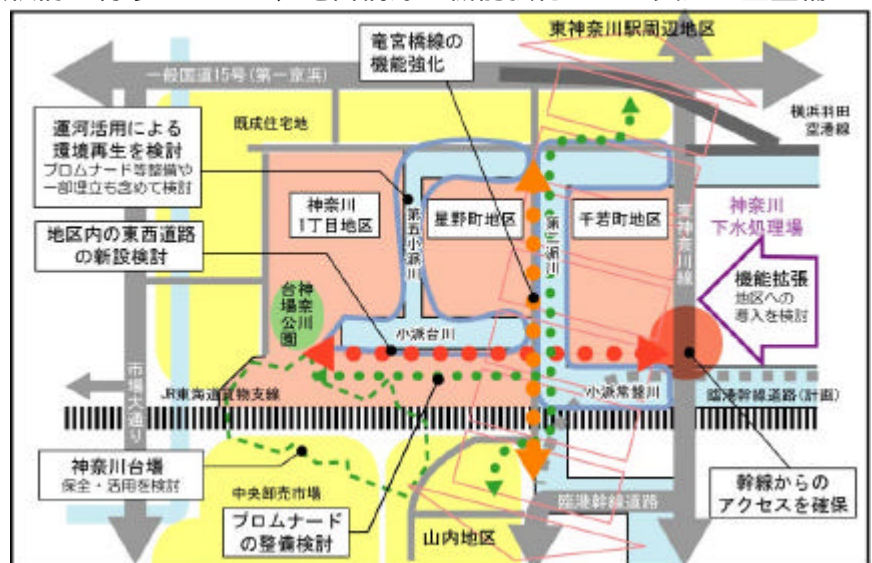 東神奈川駅周辺地区
竜宮橋線の
機能強化
一般国道15号(第一京浜)
横浜羽田
空港線
運河活用による
環境再生を検討
プロムナード等整備や
一部埋立も含めて検討
既成住宅地
神奈川
1丁目地区
第五小派川
星野町地区
千若町地区
東神奈川線
神奈川
下水処理場
地区内の東西道路
の新設検討
機能拡張
地区への
導入を検討
神奈川
台場公園
小派台川
市場大通り
JR東海道貨物支線
小派常盤川
臨港幹線道路(計画)
神奈川台場
保全・活用を検討
中央卸売市場
プロムナード
の整備検討
山内地区
臨港幹線道路
幹線からの
アクセスを確保